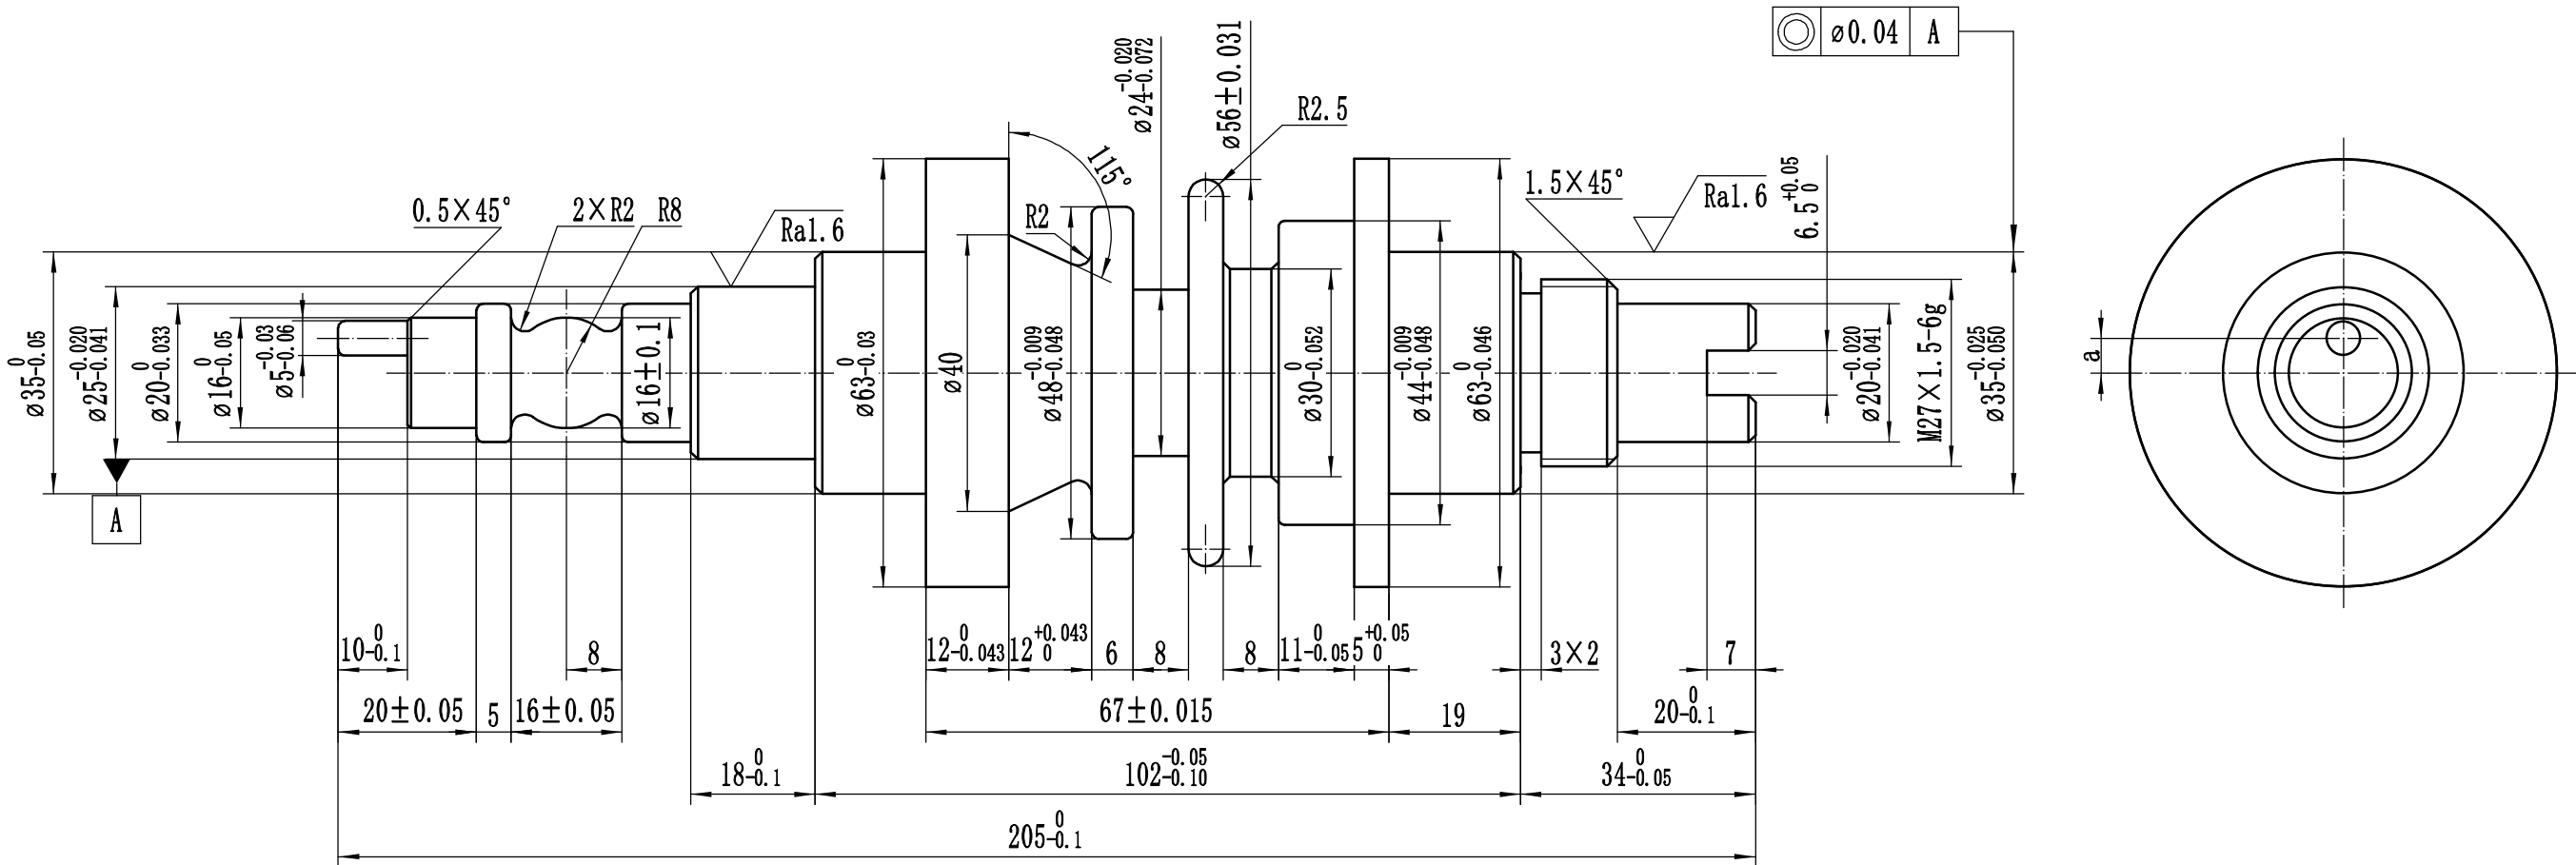 ⌀0.04 A
⌀24 -0.020 -0.072
⌀56±0.031
R2.5
115°
0.5×45°
2×R2
R8
Ra1.6
R2
1.5×45°
Ra1.6
6.5 +0.05 0
⌀35 0 -0.05
⌀25 -0.020 -0.041
⌀20 0 -0.033
⌀16 0 -0.05
⌀5 -0.03 -0.06
⌀16±0.1
⌀63 0 -0.03
⌀40
⌀48 -0.009 -0.048
⌀30 0 -0.052
⌀44 -0.009 -0.048
⌀63 0 -0.046
⌀20 -0.020 -0.041
M27×1.5-6g
⌀35 -0.025 -0.050
a
A
10 0 -0.1
8
12 0 -0.043
12 +0.043 0
6
8
8
11 0 -0.05
5 +0.05 0
3×2
7
20±0.05
5
16±0.05
67±0.015
19
20 0 -0.1
18 0 -0.1
102 -0.05 -0.10
34 0 -0.05
205 0 -0.1